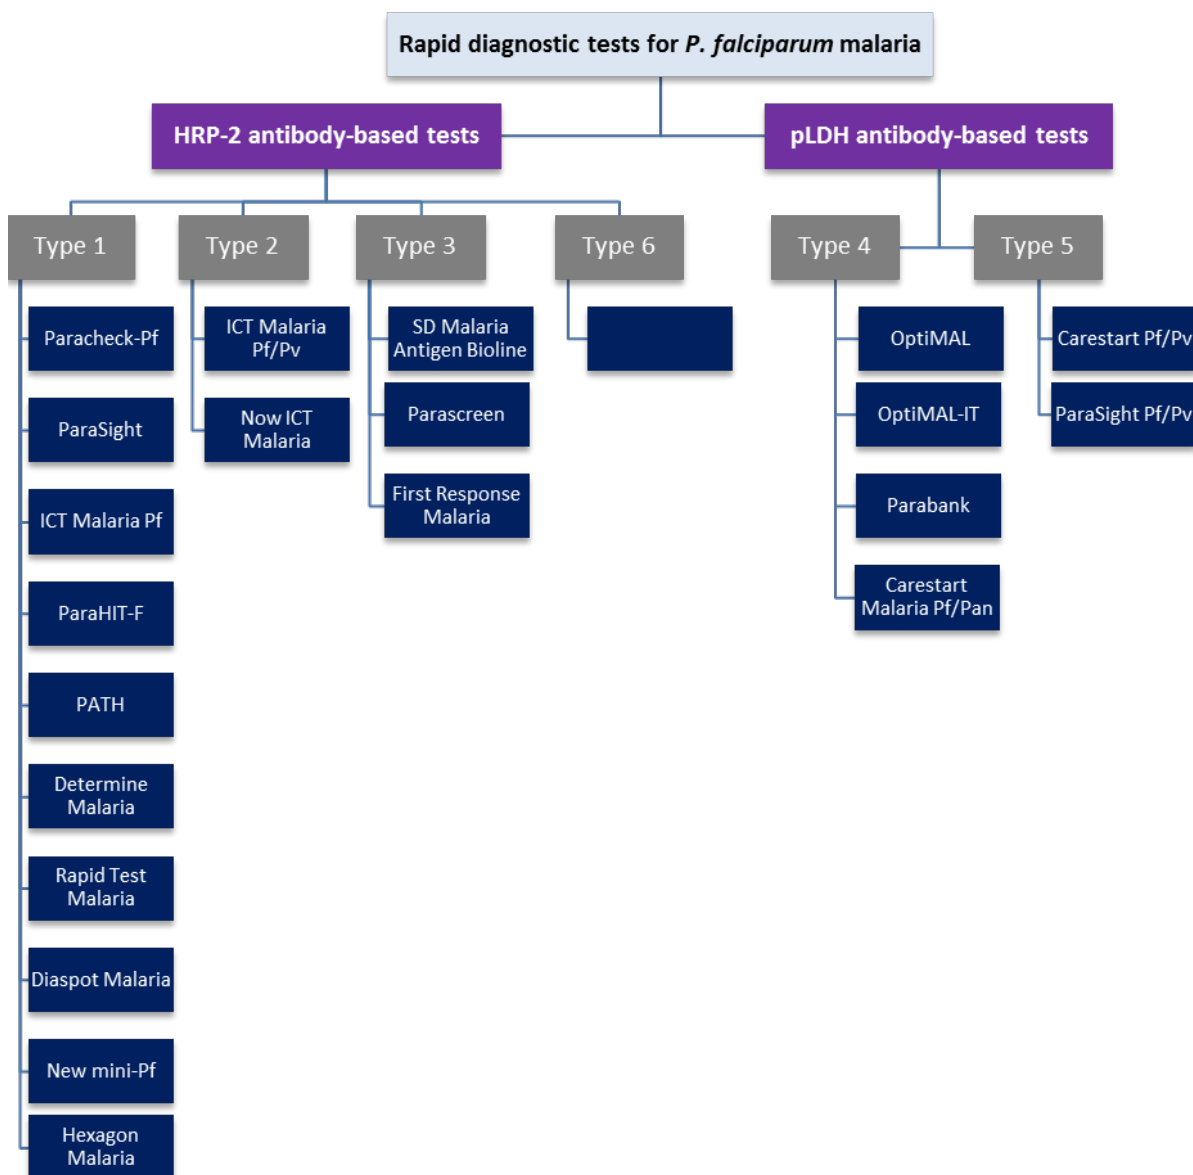 Rapid diagnostic tests for P. falciparum malaria
HRP-2 antibody-based tests
pLDH antibody-based tests
Type 1
Type 2
Type 3
Type 6
Type 4
Type 5
Paracheck-Pf
ParaSight
ICT Malaria Pf
ParaHIT-F
PATH
Determine
Malaria
Rapid Test
Malaria
Diaspot Malaria
New mini-Pf
Hexagon
Malaria
ICT Malaria
Pf/Pv
Now ICT
Malaria
SD Malaria
Antigen Bioline
Parascreen
First Response
Malaria
OptiMAL
OptiMAL-IT
Parabank
Carestart
Malaria Pf/Pan
Carestart Pf/Pv
ParaSight Pf/Pv